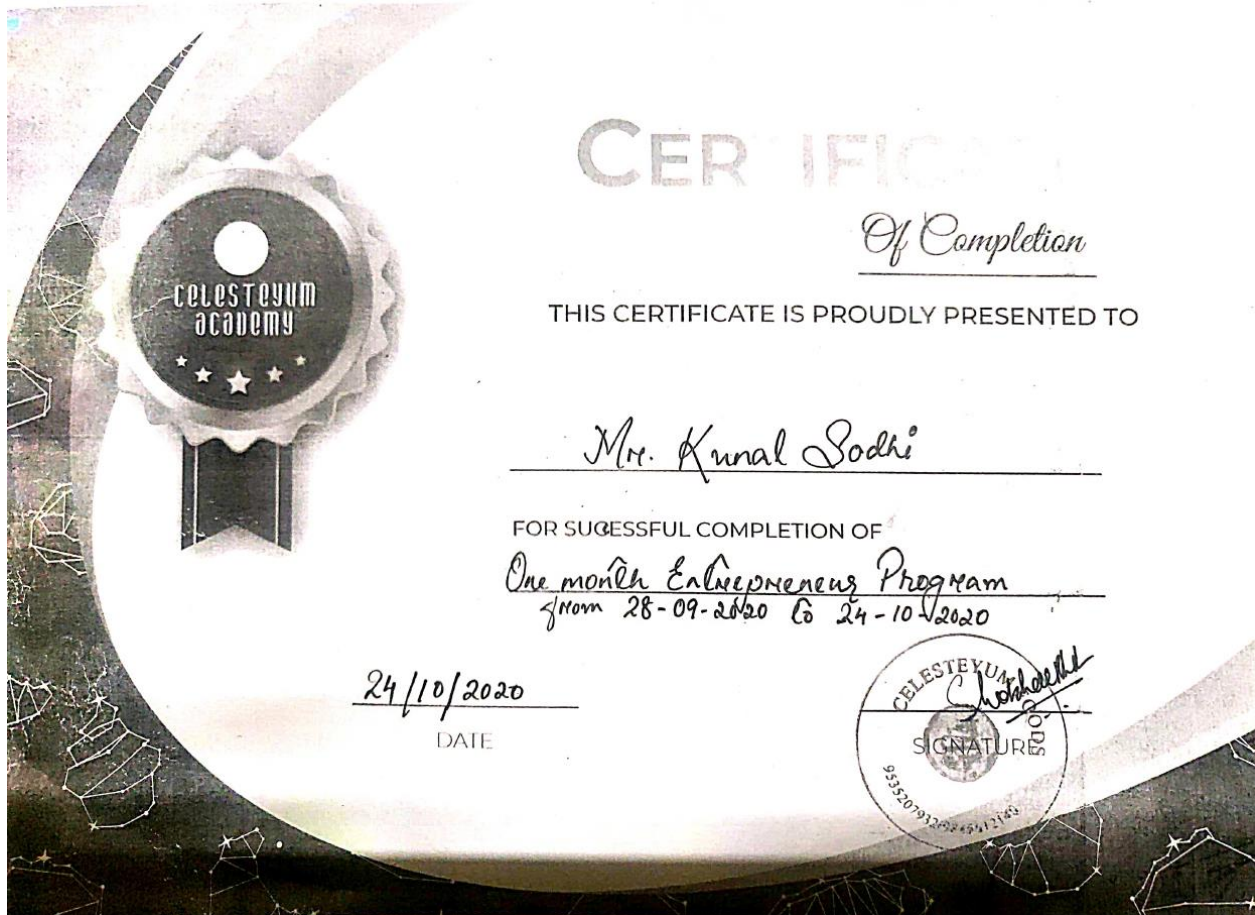 CELESTEYUM
ACADEMY
CER IFIC
Of Completion
THIS CERTIFICATE IS PROUDLY PRESENTED TO
Mr. Kunal Sodhi
FOR SUCESSFUL COMPLETION OF
One month Entrepreneur Program
from 28-09-2020 to 24-10-2020
24/10/2020
DATE
CELESTEYUM
SIGNATURE